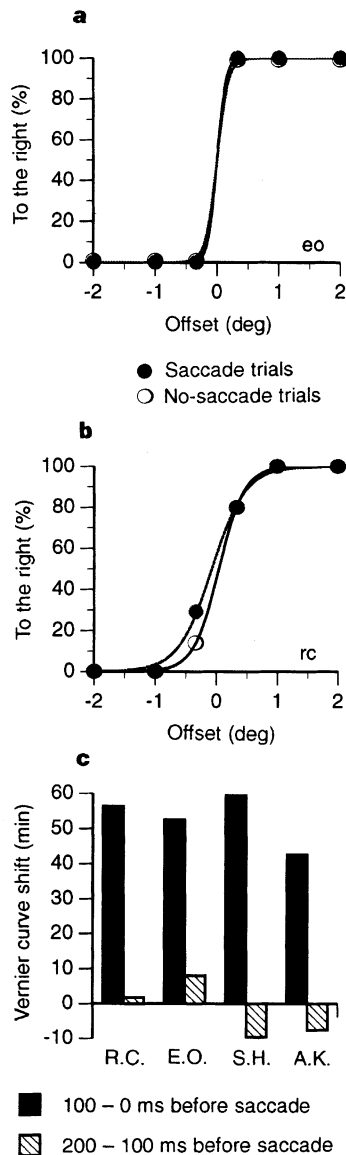 a
To the right (%)
100
80
60
40
20
0
eo
-2 -1 0 1 2
Offset (deg)
Saccade trials
No-saccade trials
b
To the right (%)
100
80
60
40
20
0
rc
-2 -1 0 1 2
Offset (deg)
c
Vernier curve shift (min)
60
50
40
30
20
10
0
-10
R.C. E.O. S.H. A.K.
100 – 0 ms before saccade
200 – 100 ms before saccade